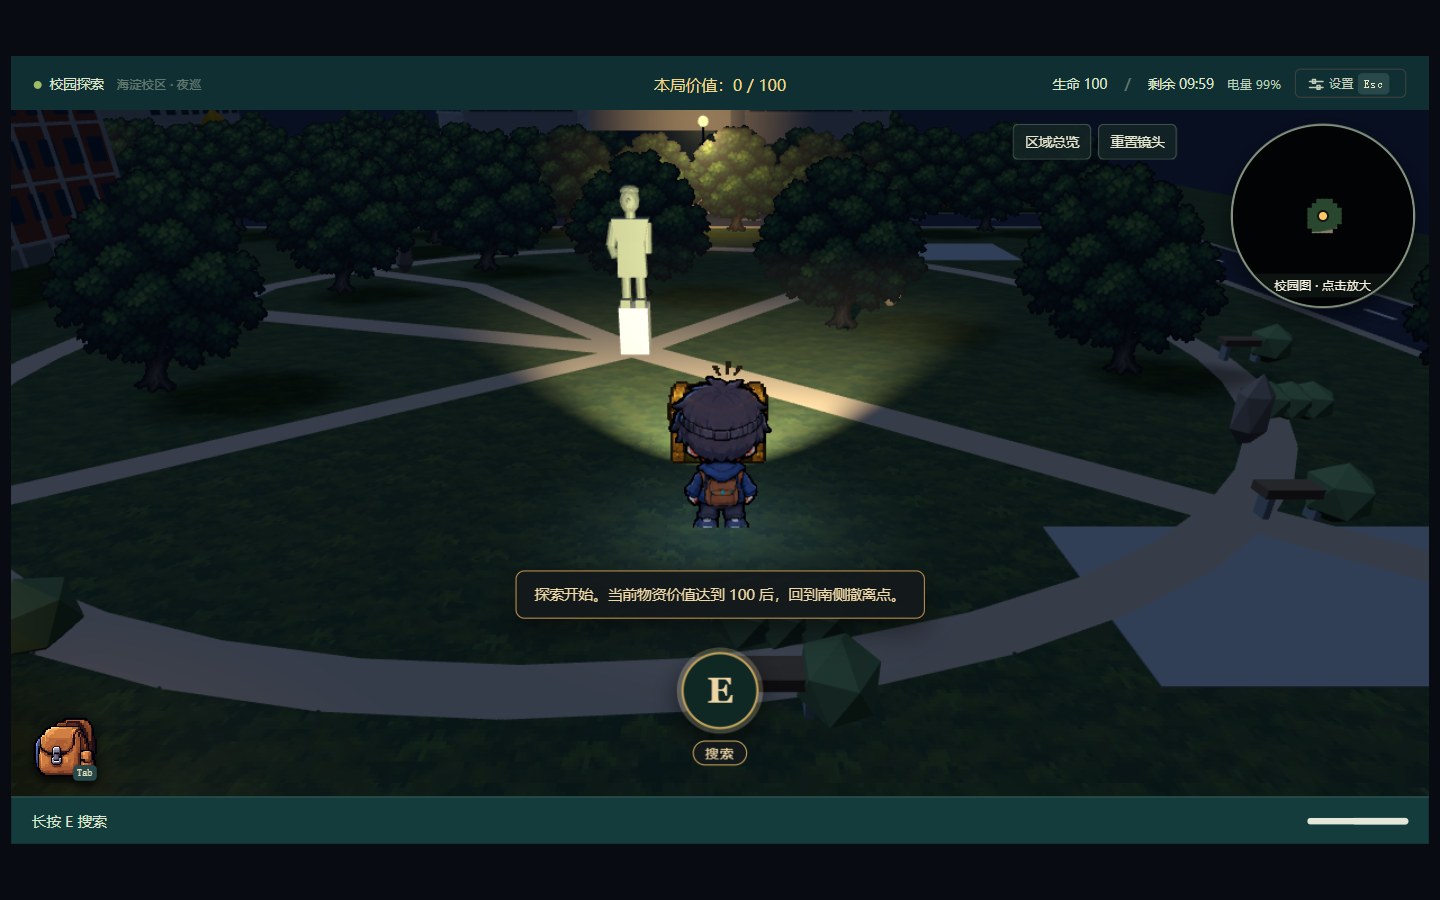 校园探索 海淀校区 · 夜巡
本局价值：0 / 100
生命 100 / 剩余 09:59 电量 99% 设置 Esc
区域总览 重置镜头
校园图 · 点击放大
探索开始。当前物资价值达到 100 后，回到南侧撤离点。
E
搜索
Tab
长按 E 搜索